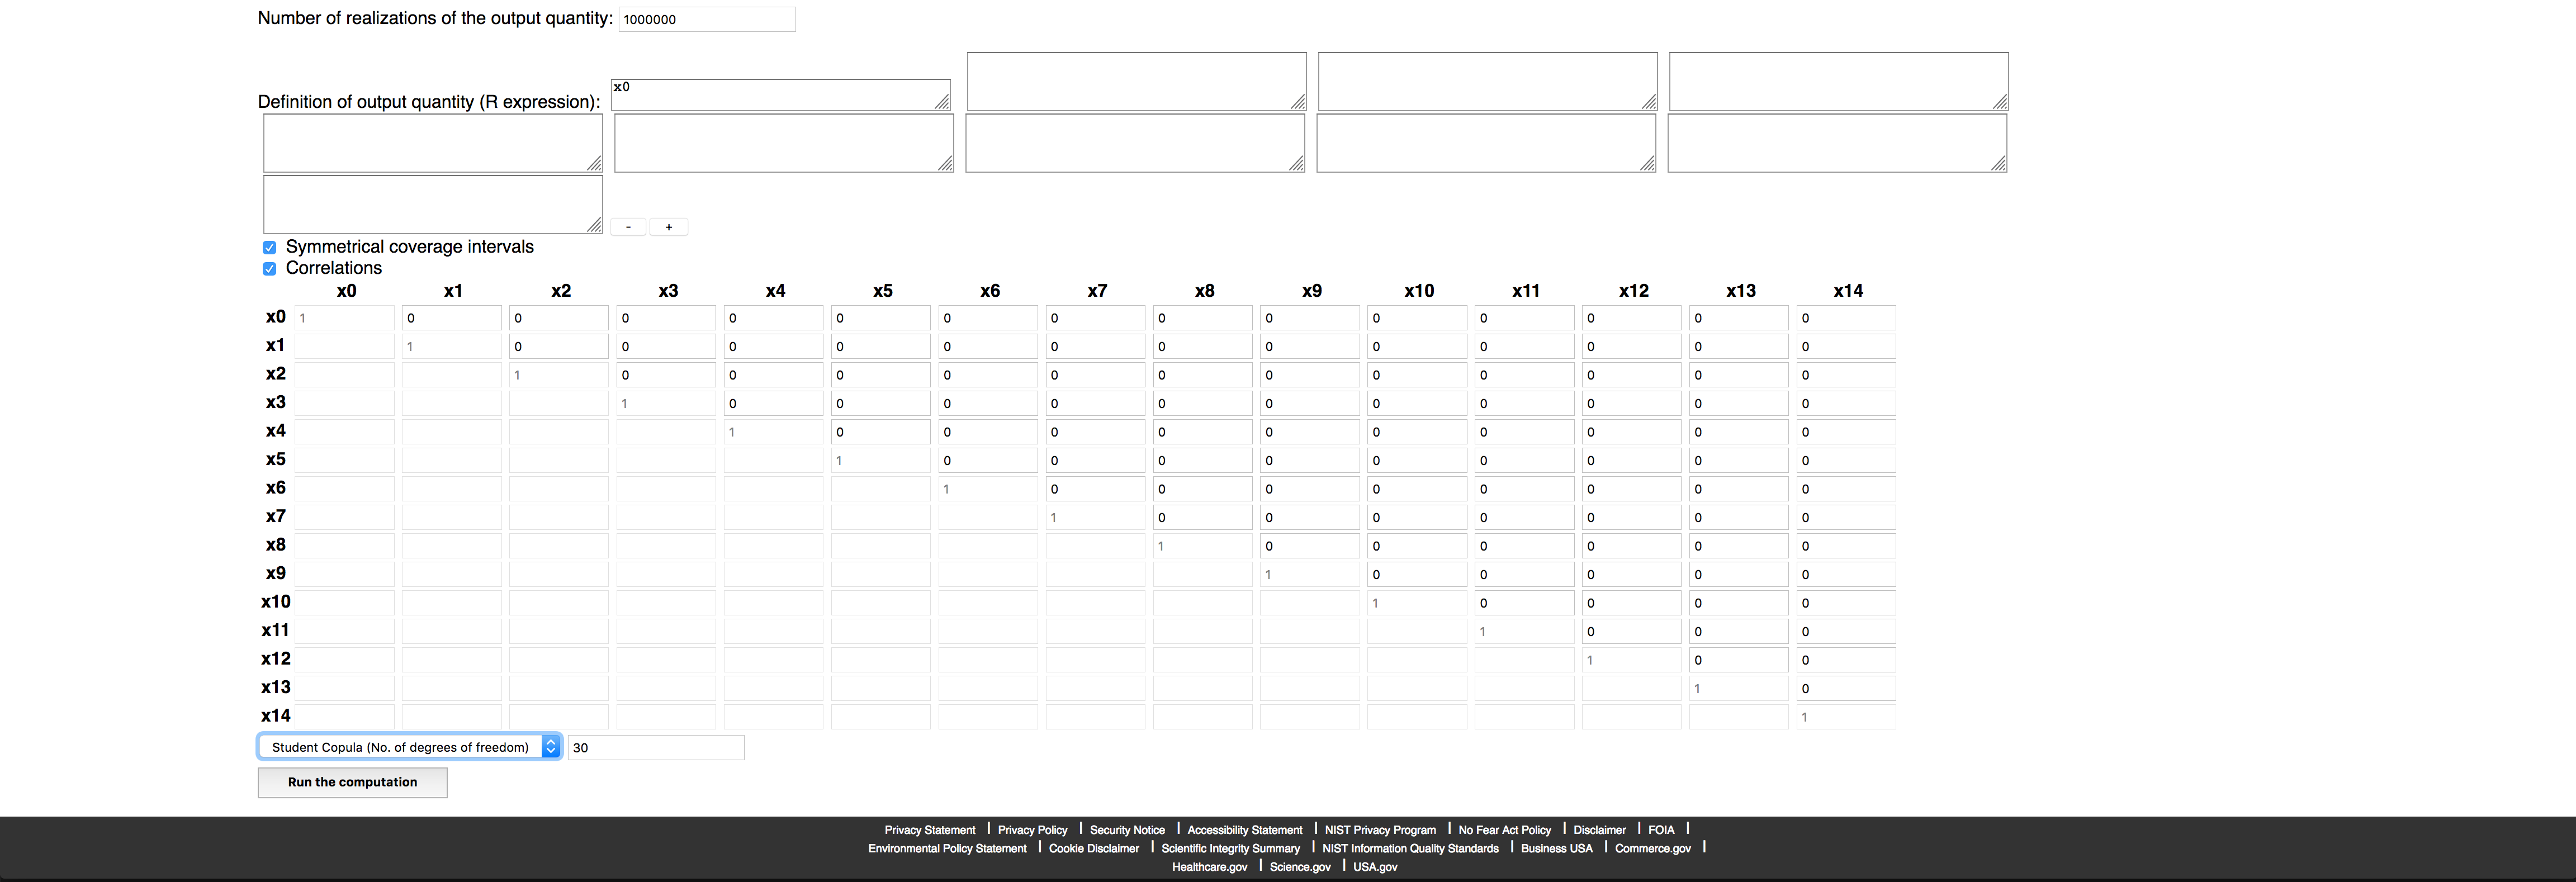 Number of realizations of the output quantity: 1000000
Definition of output quantity (R expression): x0
- +
Symmetrical coverage intervals
Correlations
x0 x1 x2 x3 x4 x5 x6 x7 x8 x9 x10 x11 x12 x13 x14
x0 1 0 0 0 0 0 0 0 0 0 0 0 0 0 0
x1 1 0 0 0 0 0 0 0 0 0 0 0 0 0
x2 1 0 0 0 0 0 0 0 0 0 0 0 0
x3 1 0 0 0 0 0 0 0 0 0 0 0
x4 1 0 0 0 0 0 0 0 0 0 0
x5 1 0 0 0 0 0 0 0 0 0
x6 1 0 0 0 0 0 0 0 0
x7 1 0 0 0 0 0 0 0
x8 1 0 0 0 0 0 0
x9 1 0 0 0 0 0
x10 1 0 0 0 0
x11 1 0 0 0
x12 1 0 0
x13 1 0
x14 1
Student Copula (No. of degrees of freedom) 30
Run the computation
Privacy Statement | Privacy Policy | Security Notice | Accessibility Statement | NIST Privacy Program | No Fear Act Policy | Disclaimer | FOIA |
Environmental Policy Statement | Cookie Disclaimer | Scientific Integrity Summary | NIST Information Quality Standards | Business USA | Commerce.gov |
Healthcare.gov | Science.gov | USA.gov